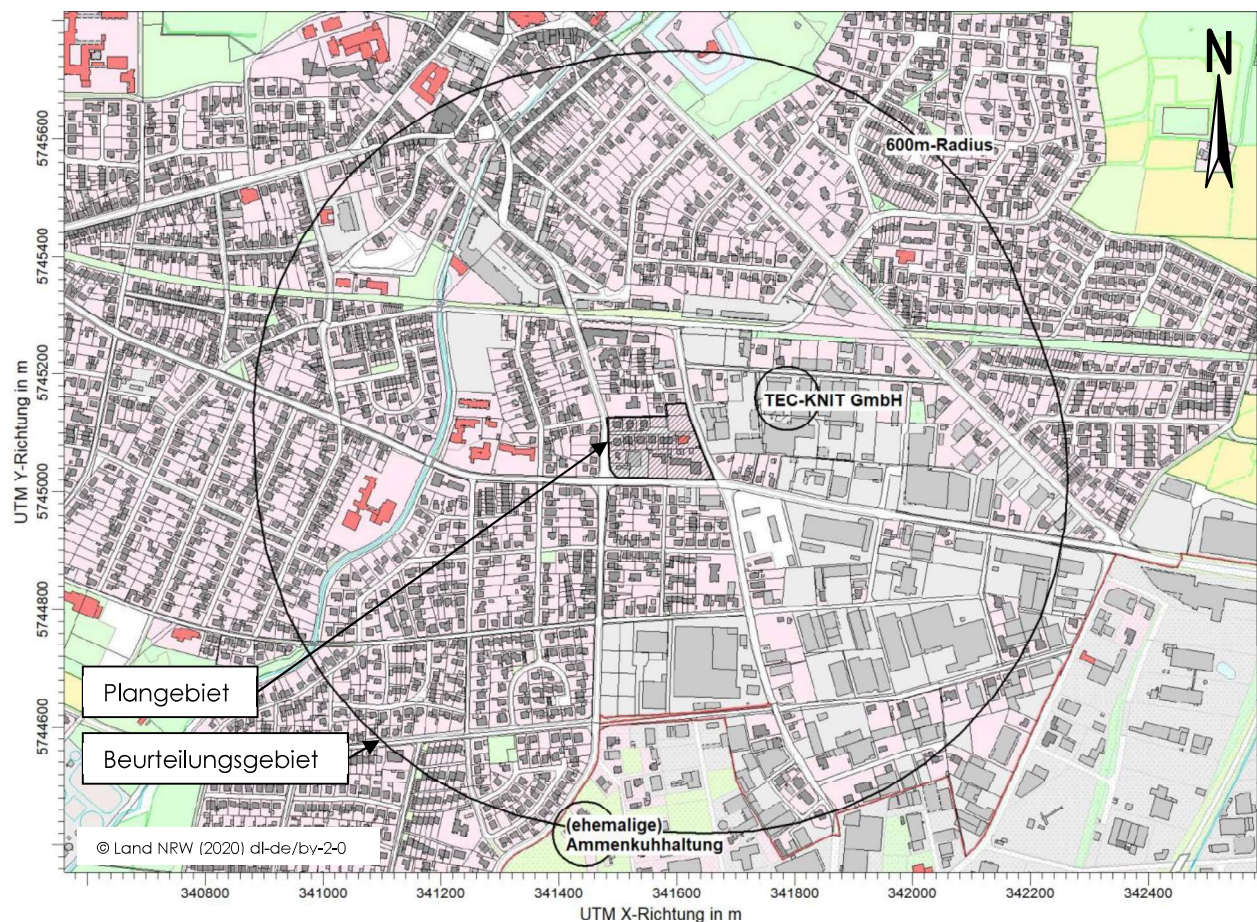 N
600m-Radius
TEC-KNIT GmbH
Plangebiet
Beurteilungsgebiet
(ehemalige)
Ammenkuhhaltung
© Land NRW (2020) dl-de/by-2-0
UTM Y-Richtung in m
5745600
5745400
5745200
5745000
5744800
5744600
340800 341000 341200 341400 341600 341800 342000 342200 342400
UTM X-Richtung in m